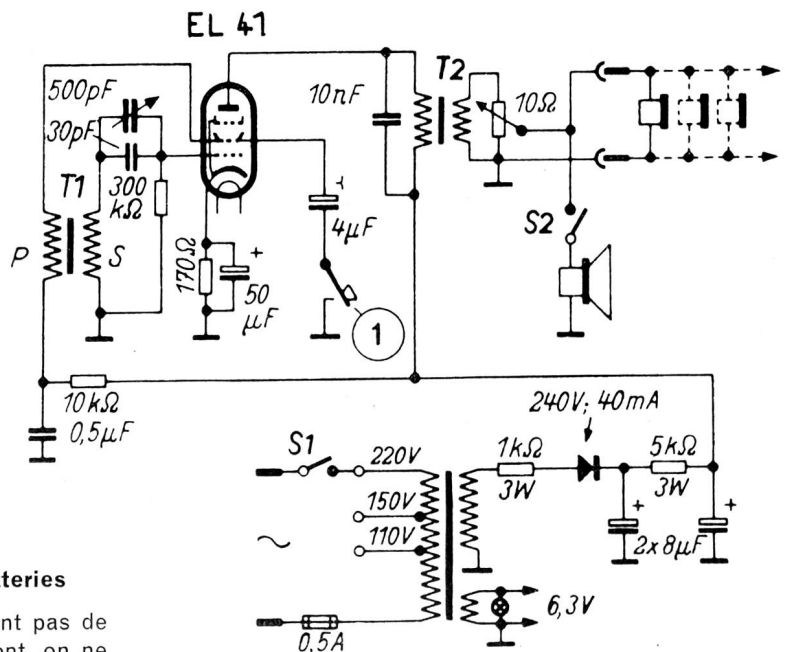 EL 41
500pF
30pF
T1
300
kΩ
P
S
170Ω
+
50
μF
4μF
1
10nF
T2
10Ω
S2
10kΩ
0,5μF
240V; 40mA
S1
220V
150V
110V
~
0,5A
1kΩ
3W
5kΩ
3W
+
+
2x8μF
6,3V
teries
nt pas de
ont, on ne